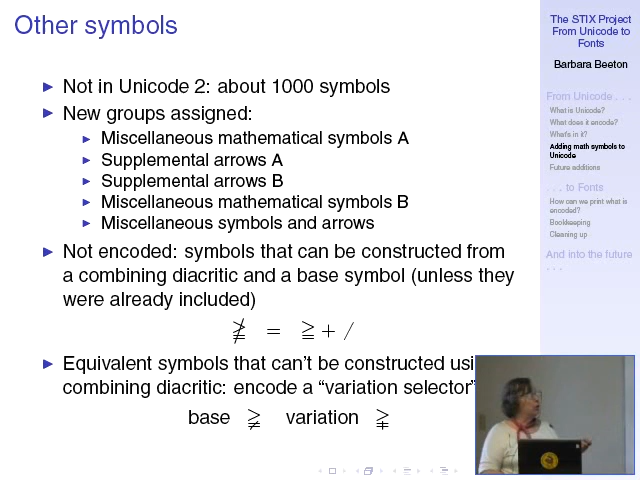 Other symbols
Not in Unicode 2: about 1000 symbols
New groups assigned:
Miscellaneous mathematical symbols A
Supplemental arrows A
Supplemental arrows B
Miscellaneous mathematical symbols B
Miscellaneous symbols and arrows
Not encoded: symbols that can be constructed from
a combining diacritic and a base symbol (unless they
were already included)
≧̸ = ≧ + /
Equivalent symbols that can't be constructed usi
combining diacritic: encode a “variation selector”
base variation
The STIX Project
From Unicode to
Fonts
Barbara Beeton
From Unicode . . .
What is Unicode?
What does it encode?
What's in it?
Adding math symbols to
Unicode
Future additions
. . . to Fonts
How can we print what is
encoded?
Bookkeeping
Cleaning up
And into the future
. . .